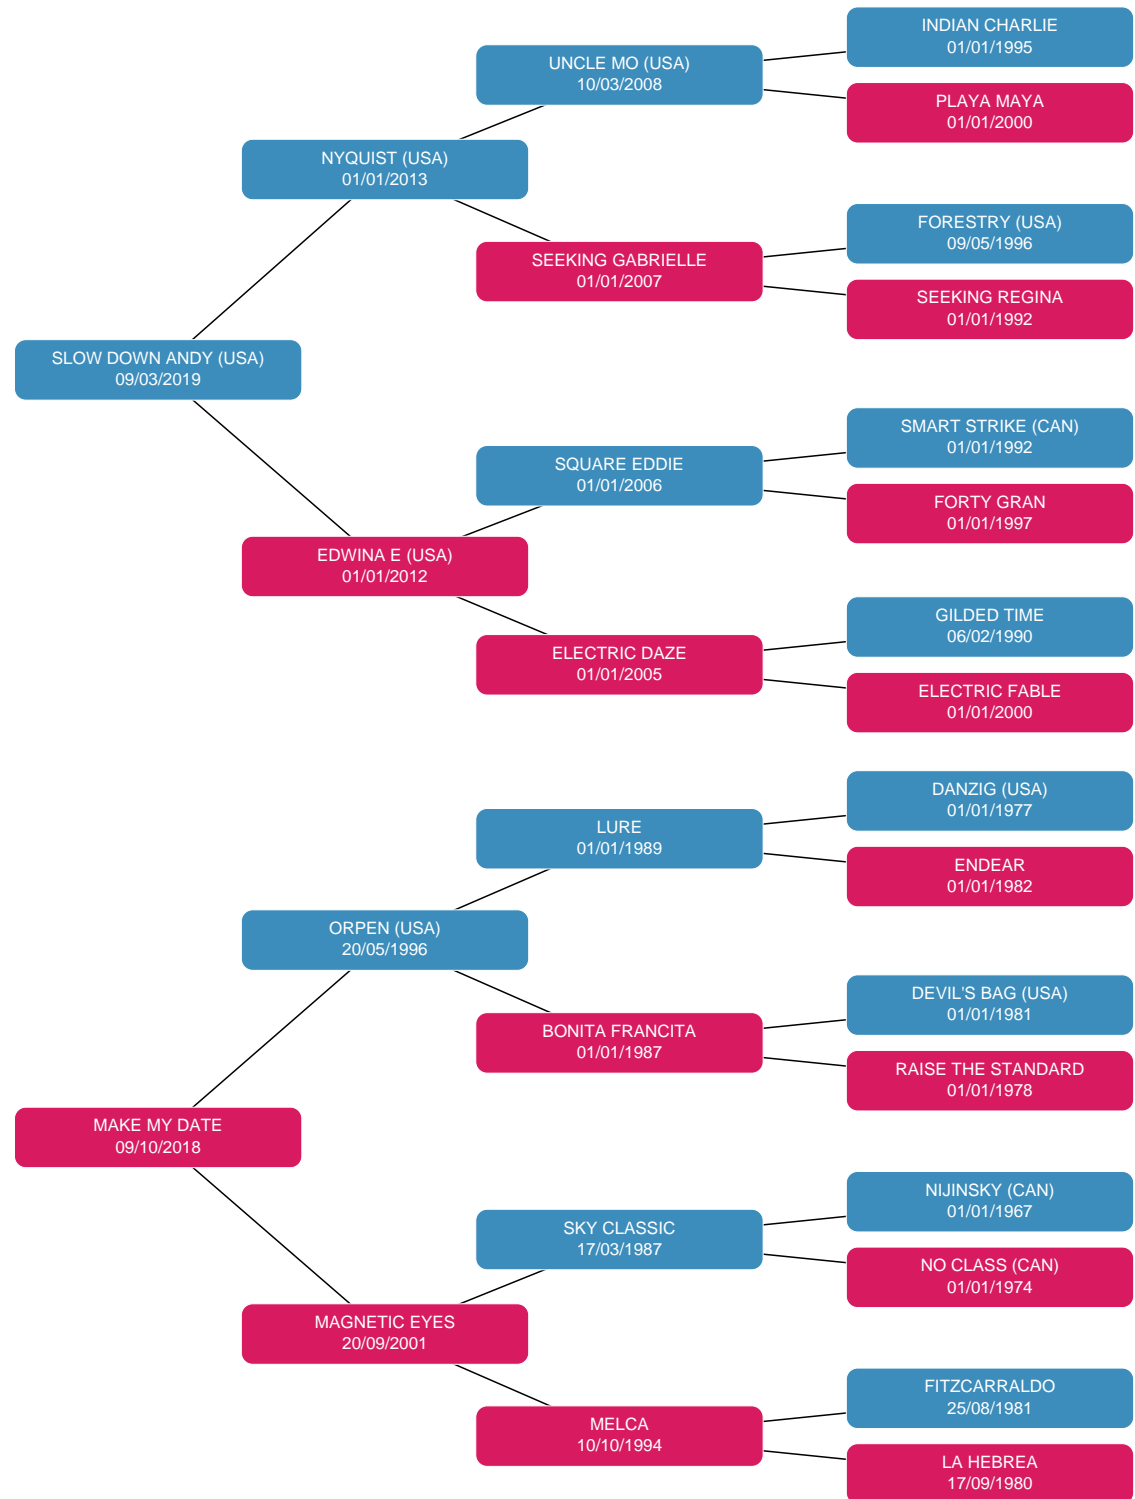 INDIAN CHARLIE
01/01/1995
UNCLE MO (USA)
10/03/2008
PLAYA MAYA
01/01/2000
NYQUIST (USA)
01/01/2013
FORESTRY (USA)
09/05/1996
SEEKING GABRIELLE
01/01/2007
SEEKING REGINA
01/01/1992
SLOW DOWN ANDY (USA)
09/03/2019
SMART STRIKE (CAN)
01/01/1992
SQUARE EDDIE
01/01/2006
FORTY GRAN
01/01/1997
EDWINA E (USA)
01/01/2012
GILDED TIME
06/02/1990
ELECTRIC DAZE
01/01/2005
ELECTRIC FABLE
01/01/2000
DANZIG (USA)
01/01/1977
LURE
01/01/1989
ENDEAR
01/01/1982
ORPEN (USA)
20/05/1996
DEVIL'S BAG (USA)
01/01/1981
BONITA FRANCITA
01/01/1987
RAISE THE STANDARD
01/01/1978
MAKE MY DATE
09/10/2018
NIJINSKY (CAN)
01/01/1967
SKY CLASSIC
17/03/1987
NO CLASS (CAN)
01/01/1974
MAGNETIC EYES
20/09/2001
FITZCARRALDO
25/08/1981
MELCA
10/10/1994
LA HEBREA
17/09/1980